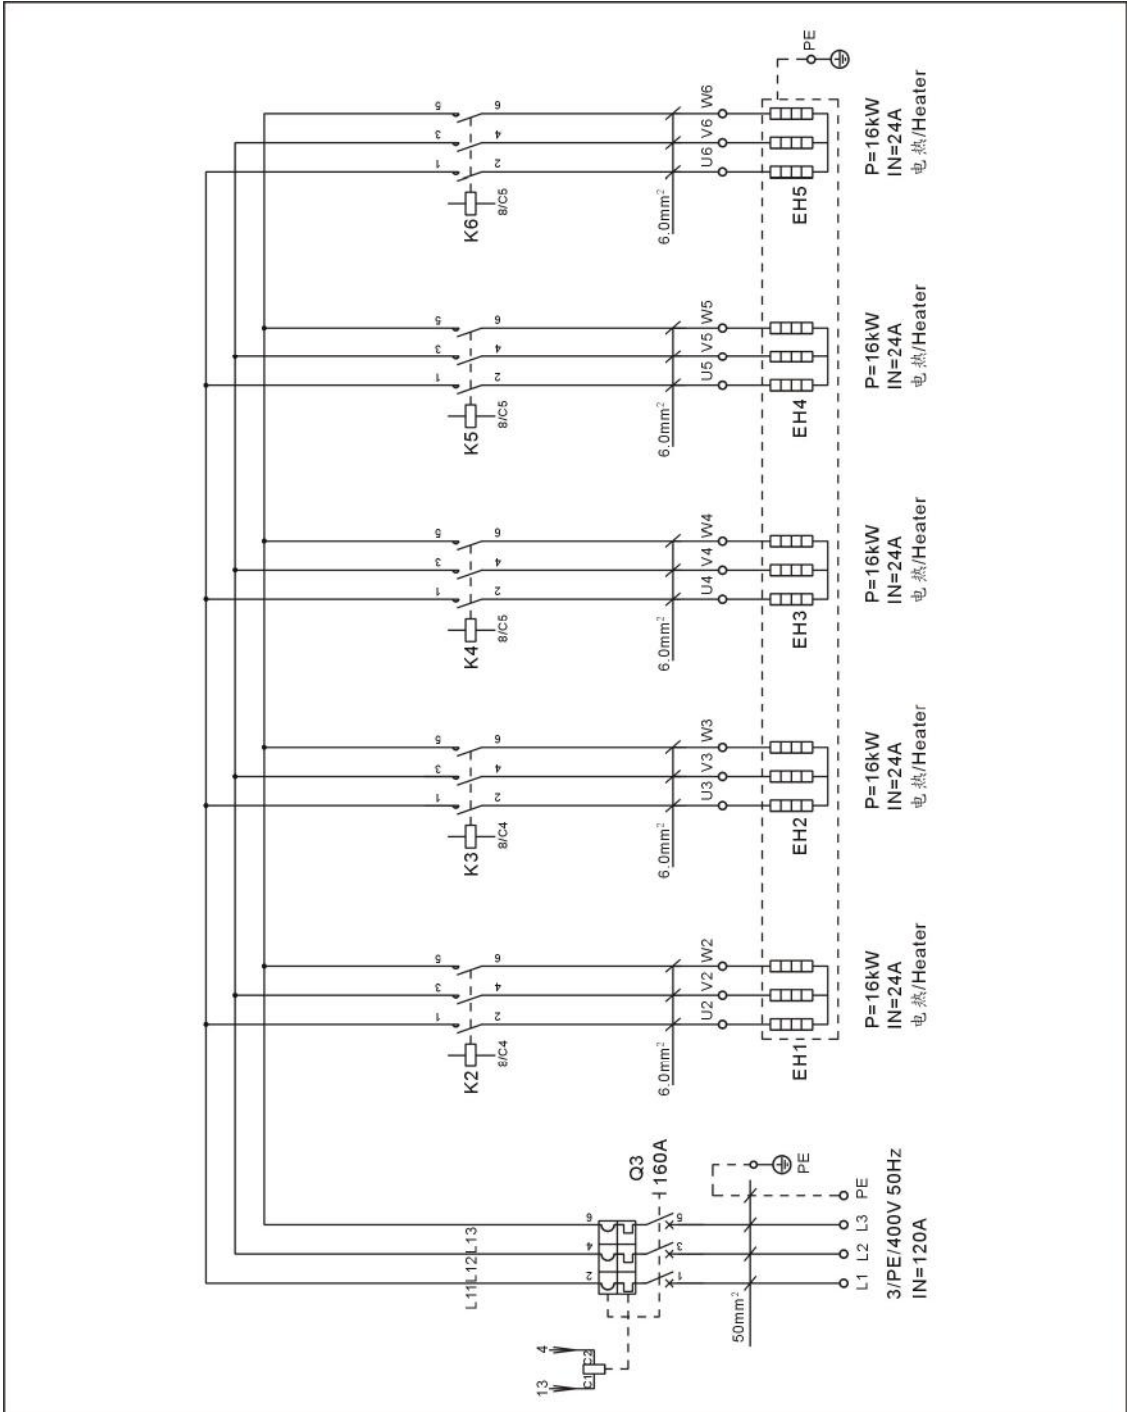 13
4
C1
C2
L1
L2
L3
PE
3/PE/400V 50Hz
IN=120A
50mm²
PE
Q3
160A
1
3
5
2
4
6
L11
L12
L13
K2
8/C4
1
3
5
2
4
6
6.0mm²
U2
V2
W2
EH1
P=16kW
IN=24A
电热/Heater
K3
8/C4
1
3
5
2
4
6
6.0mm²
U3
V3
W3
EH2
P=16kW
IN=24A
电热/Heater
K4
8/C5
1
3
5
2
4
6
6.0mm²
U4
V4
W4
EH3
P=16kW
IN=24A
电热/Heater
K5
8/C5
1
3
5
2
4
6
6.0mm²
U5
V5
W5
EH4
P=16kW
IN=24A
电热/Heater
K6
8/C5
1
3
5
2
4
6
6.0mm²
U6
V6
W6
EH5
P=16kW
IN=24A
电热/Heater
PE